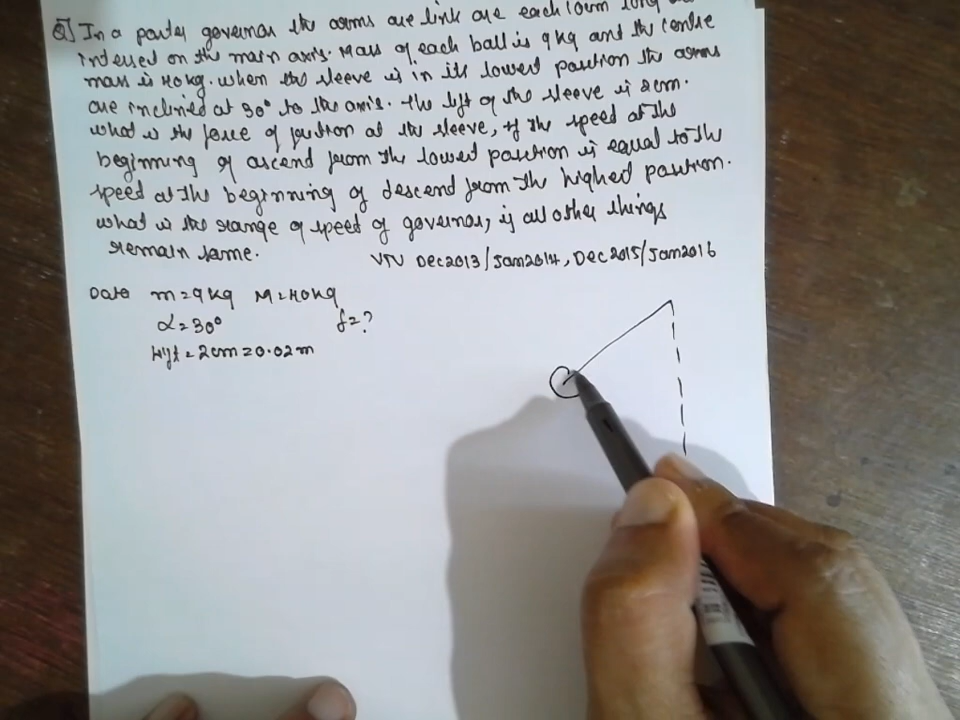 Q] In a porter governor the arms are link are each 10cm long
intersed on the main axis. Mass of each ball is 9kg and the centre
mass is 40kg. when the sleeve is in its lowest position the arms
are inclined at 30° to the axis. the lift of the sleeve is 2cm.
what is the force of friction at the sleeve, if the speed at the
beginning of ascend from the lowest position is equal to the
speed at the beginning of descend from the highest position.
what is the range of speed of governor, if all other things
remain same.
VTU Dec2013/Jan2014, Dec2015/Jan2016
Data m=9kg M=40kg
α=30° f=?
lift=2cm=0.02m